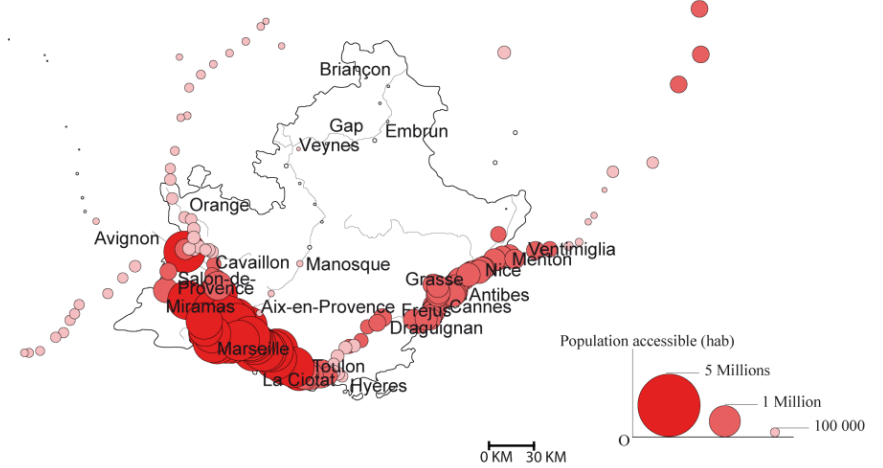 Briançon
Gap
Embrun
Veynes
Orange
Avignon
Ventimiglia
Menton
Cavaillon
Manosque
Nice
Salon-de-
Provence
Grasse
Antibes
Miramas
Aix-en-Provence
Fréjus
Cannes
Draguignan
Marseille
Toulon
La Ciotat
Hyères
Population accessible (hab)
5 Millions
1 Million
100 000
O
0 KM
30 KM